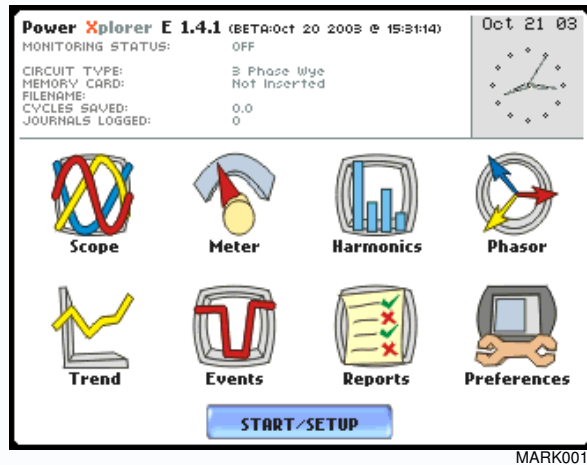 Power Xplorer E 1.4.1 (BETA:Oct 20 2003 @ 15:31:14)
Oct 21 03
MONITORING STATUS: OFF
CIRCUIT TYPE: 3 Phase Wye
MEMORY CARD: Not Inserted
FILENAME:
CYCLES SAVED: 0.0
JOURNALS LOGGED: 0
Scope Meter Harmonics Phasor
Trend Events Reports Preferences
START/SETUP
MARK001